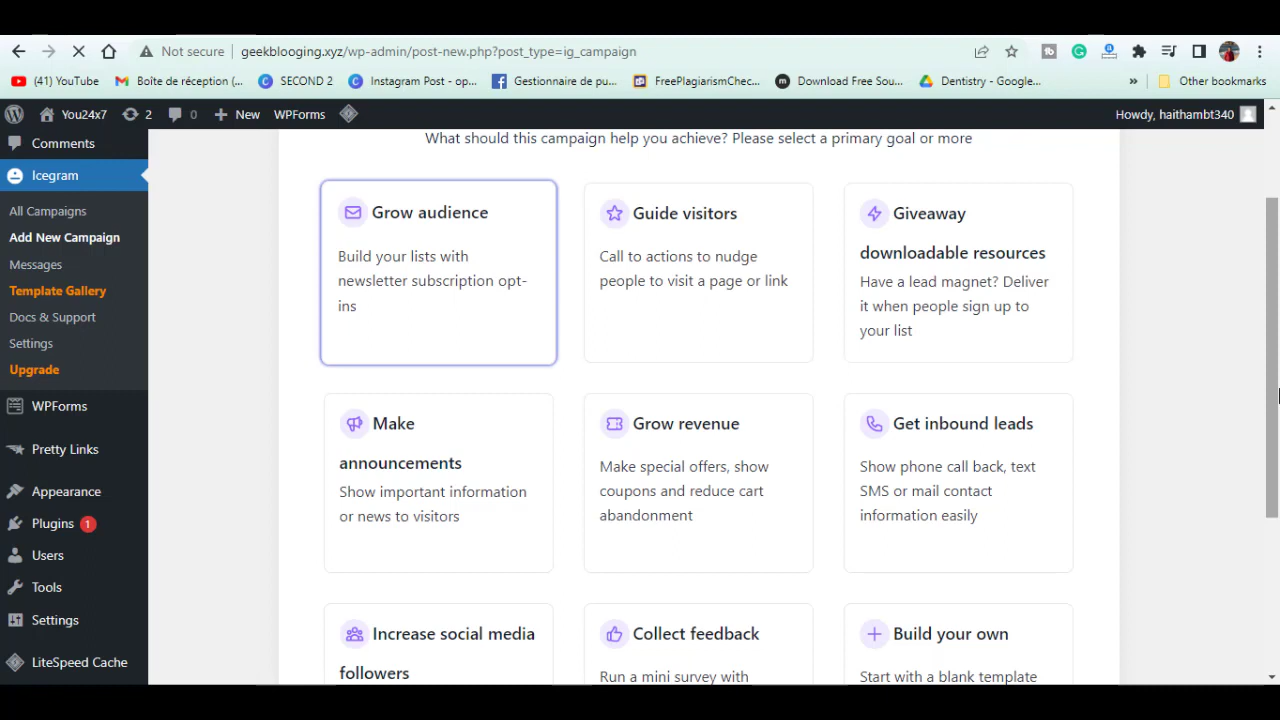 Not secure geekblooging.xyz/wp-admin/post-new.php?post_type=ig_campaign
(41) YouTube Boîte de réception (... SECOND 2 Instagram Post - op... Gestionnaire de pu... FreePlagiarismChec... Download Free Sou... Dentistry - Google... » Other bookmarks
You24x7 2 0 New WPForms Howdy, haithambt340
Comments
Icegram
All Campaigns
Add New Campaign
Messages
Template Gallery
Docs & Support
Settings
Upgrade
WPForms
Pretty Links
Appearance
Plugins 1
Users
Tools
Settings
LiteSpeed Cache
What should this campaign help you achieve? Please select a primary goal or more
Grow audience
Build your lists with
newsletter subscription opt-
ins
Guide visitors
Call to actions to nudge
people to visit a page or link
Giveaway
downloadable resources
Have a lead magnet? Deliver
it when people sign up to
your list
Make
announcements
Show important information
or news to visitors
Grow revenue
Make special offers, show
coupons and reduce cart
abandonment
Get inbound leads
Show phone call back, text
SMS or mail contact
information easily
Increase social media
followers
Collect feedback
Run a mini survey with
Build your own
Start with a blank template